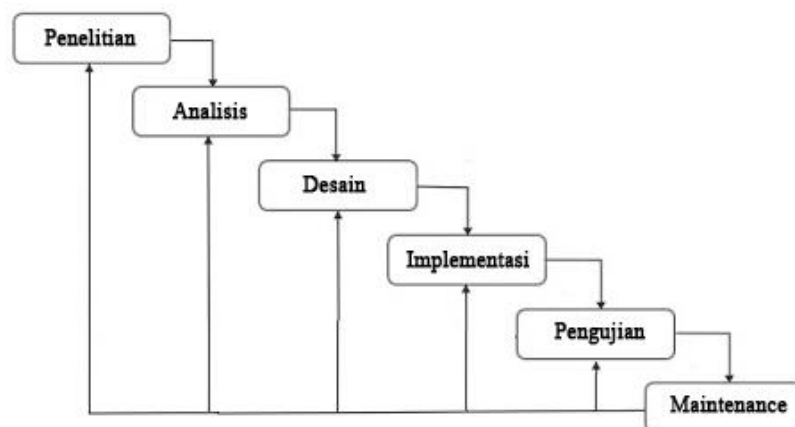 Penelitian
Analisis
Desain
Implementasi
Pengujian
Maintenance